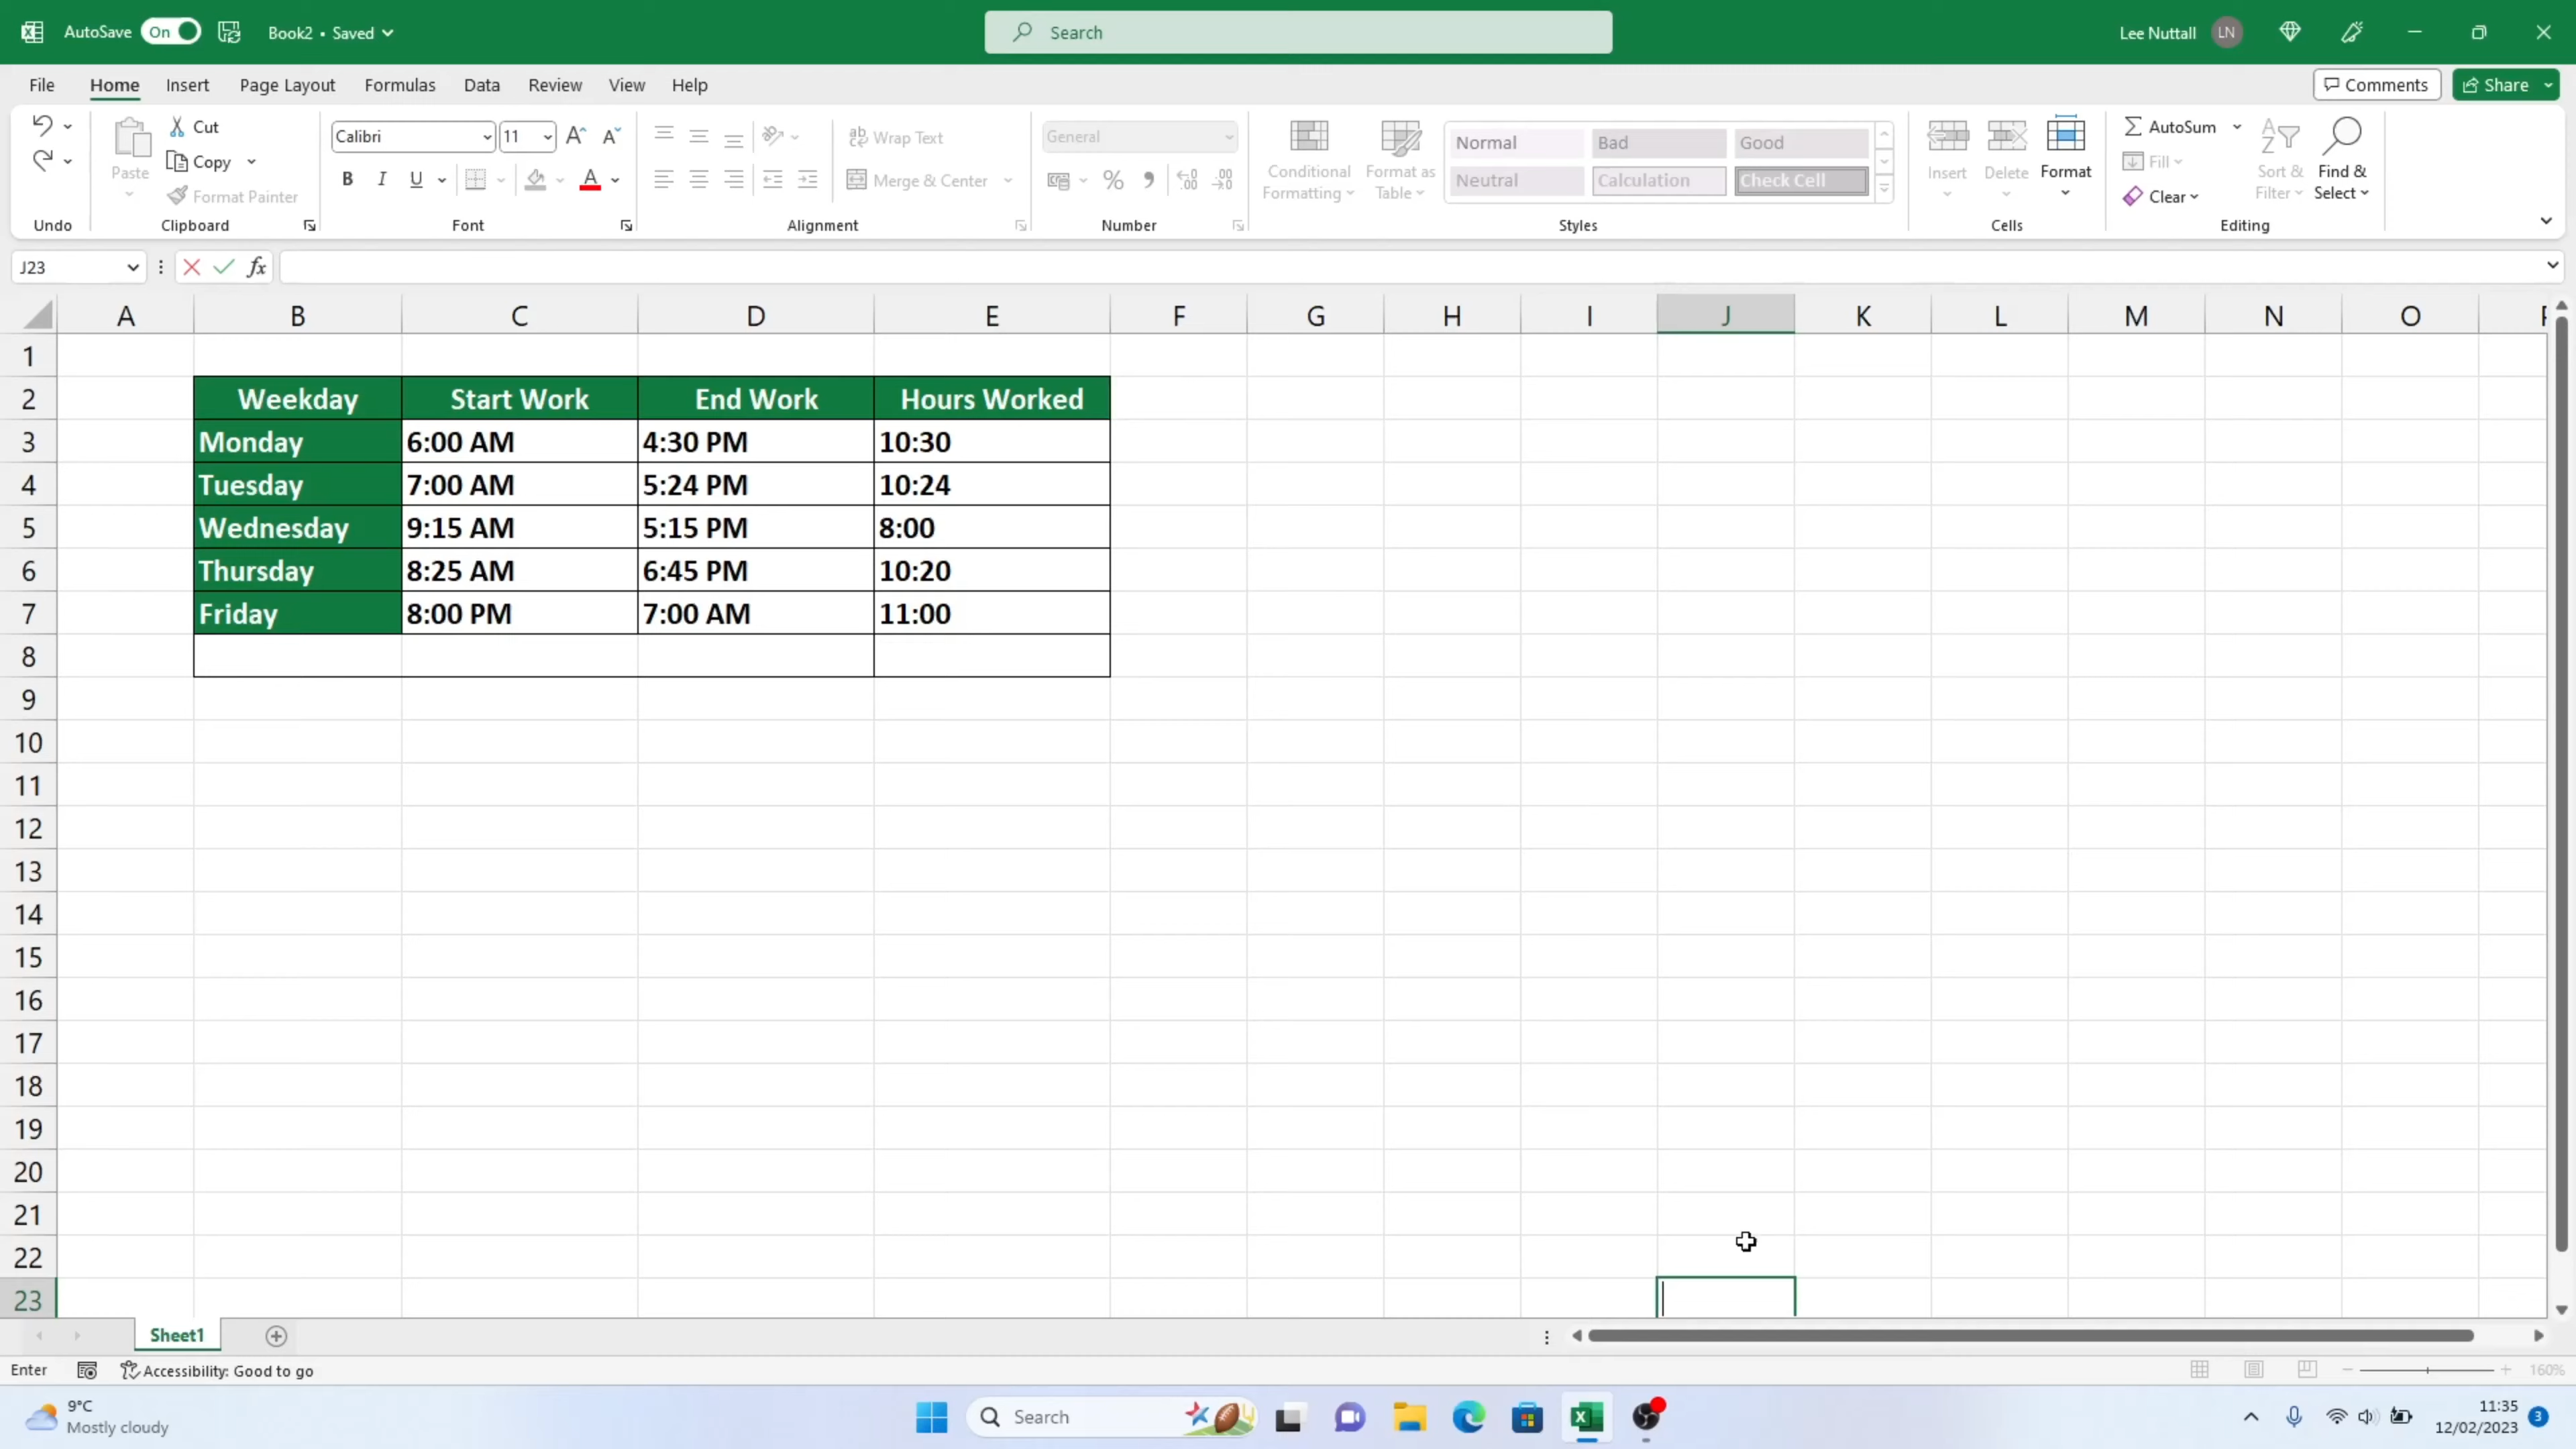 AutoSave On Book2 • Saved Search Lee Nuttall LN
File Home Insert Page Layout Formulas Data Review View Help Comments Share
Cut
Copy
Format Painter
Paste
Undo Clipboard
Calibri 11
B I U
Font
Wrap Text
Merge & Center
Alignment
General
Number
Conditional Formatting
Format as Table
Normal Bad Good
Neutral Calculation Check Cell
Styles
Insert Delete Format
Cells
AutoSum
Fill
Clear
Sort & Filter
Find & Select
Editing
J23 fx
A B C D E F G H I J K L M N O
1
2 Weekday Start Work End Work Hours Worked
3 Monday 6:00 AM 4:30 PM 10:30
4 Tuesday 7:00 AM 5:24 PM 10:24
5 Wednesday 9:15 AM 5:15 PM 8:00
6 Thursday 8:25 AM 6:45 PM 10:20
7 Friday 8:00 PM 7:00 AM 11:00
8
9
10
11
12
13
14
15
16
17
18
19
20
21
22
23
Sheet1
Enter Accessibility: Good to go 160%
9°C
Mostly cloudy
Search
11:35
12/02/2023
3